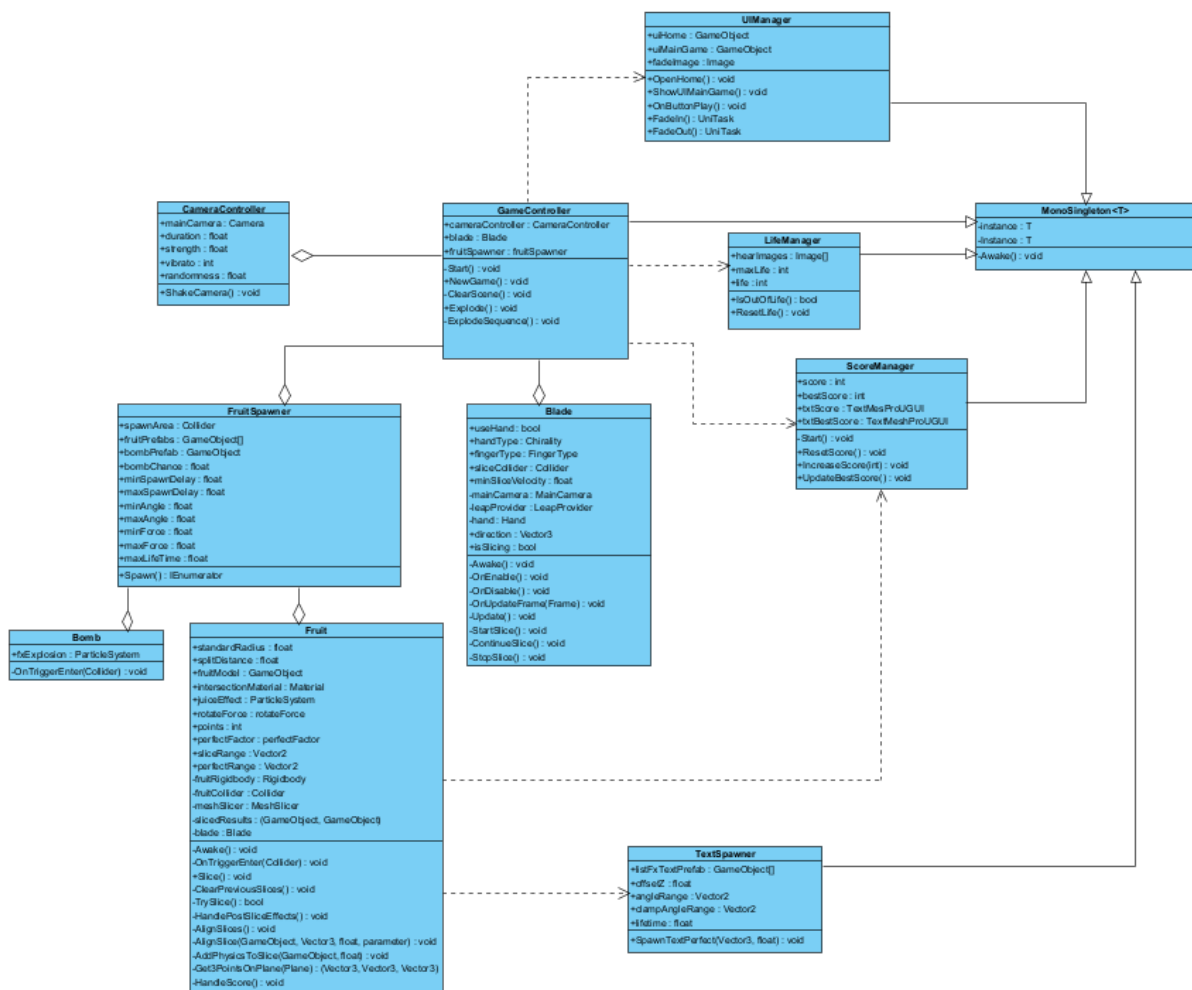 UIManager
+uiHome : GameObject
+uiMainGame : GameObject
+fadeImage : Image
+OpenHome() : void
+ShowUIMainGame() : void
+OnButtonPlay() : void
+FadeIn() : UniTask
+FadeOut() : UniTask
CameraController
+mainCamera : Camera
+duration : float
+strength : float
+vibrato : int
+randomness : float
+ShakeCamera() : void
GameController
+cameraController : CameraController
+blade : Blade
+fruitSpawner : fruitSpawner
-Start() : void
+NewGame() : void
-ClearScene() : void
+Explode() : void
-ExplodeSequence() : void
LifeManager
+hearImages : Image[]
+maxLife : int
+life : int
+IsOutOfLife() : bool
+ResetLife() : void
MonoSingleton<T>
-instance : T
-Instance : T
-Awake() : void
ScoreManager
+score : int
+bestScore : int
+txtScore : TextMesProUGUI
+txtBestScore : TextMeshProUGUI
-Start() : void
+ResetScore() : void
+IncreaseScore(int) : void
+UpdateBestScore() : void
FruitSpawner
+spawnArea : Collider
+fruitPrefabs : GameObject[]
+bombPrefab : GameObject
+bombChance : float
+minSpawnDelay : float
+maxSpawnDelay : float
+minAngle : float
+maxAngle : float
+minForce : float
+maxForce : float
+maxLifeTime : float
+Spawn() : IEnumerator
Blade
+useHand : bool
+handType : Chirality
+fingerType : FingerType
+sliceCollider : Collider
+minSliceVelocity : float
-mainCamera : MainCamera
-leapProvider : LeapProvider
-hand : Hand
+direction : Vector3
+isSlicing : bool
-Awake() : void
-OnEnable() : void
-OnDisable() : void
-OnUpdateFrame(Frame) : void
-Update() : void
-StartSlice() : void
-ContinueSlice() : void
-StopSlice() : void
Bomb
+fxExplosion : ParticleSystem
-OnTriggerEnter(Collider) : void
Fruit
+standardRadius : float
+splitDistance : float
+fruitModel : GameObject
+intersectionMaterial : Material
+juiceEffect : ParticleSystem
+rotateForce : rotateForce
+points : int
+perfectFactor : perfectFactor
+sliceRange : Vector2
+perfectRange : Vector2
-fruitRigidbody : Rigidbody
-fruitCollider : Collider
-meshSlicer : MeshSlicer
-slicedResults : (GameObject, GameObject)
-blade : Blade
-Awake() : void
-OnTriggerEnter(Collider) : void
+Slice() : void
-ClearPreviousSlices() : void
-TrySlice() : bool
-HandlePostSliceEffects() : void
-AlignSlices() : void
-AlignSlice(GameObject, Vector3, float, parameter) : void
-AddPhysicsToSlice(GameObject, float) : void
-Get3PointsOnPlane(Plane) : (Vector3, Vector3, Vector3)
-HandleScore() : void
TextSpawner
+listFxTextPrefab : GameObject[]
+offsetZ : float
+angleRange : Vector2
+clampAngleRange : Vector2
+lifetime : float
+SpawnTextPerfect(Vector3, float) : void